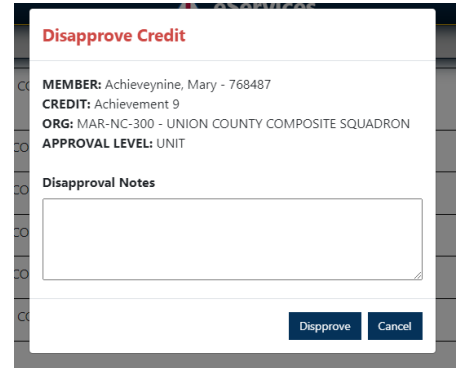 eServices
Disapprove Credit
MEMBER: Achieveynine, Mary - 768487
CREDIT: Achievement 9
ORG: MAR-NC-300 - UNION COUNTY COMPOSITE SQUADRON
APPROVAL LEVEL: UNIT
Disapproval Notes
Dispprove Cancel